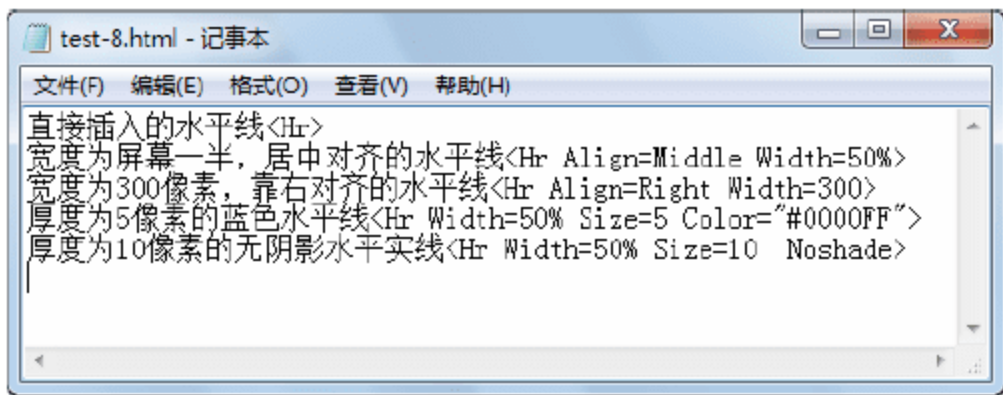 test-8.html - 记事本
文件(F) 编辑(E) 格式(O) 查看(V) 帮助(H)
直接插入的水平线<Hr>
宽度为屏幕一半，居中对齐的水平线<Hr Align=Middle Width=50%>
宽度为300像素，靠右对齐的水平线<Hr Align=Right Width=300>
厚度为5像素的蓝色水平线<Hr Width=50% Size=5 Color="#0000FF">
厚度为10像素的无阴影水平实线<Hr Width=50% Size=10  Noshade>